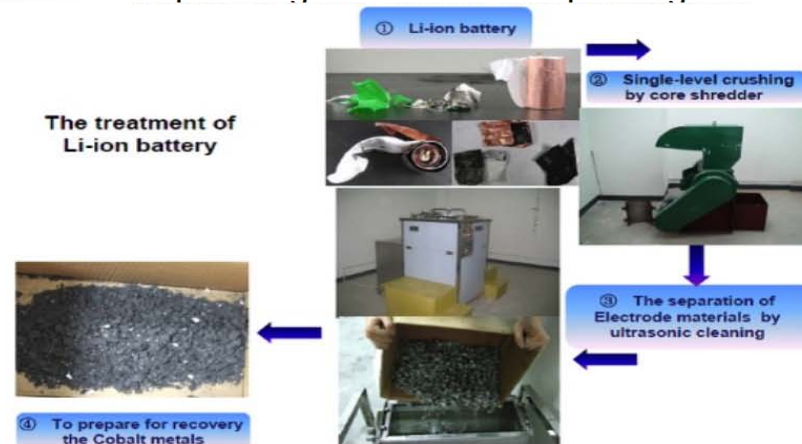 ① Li-ion battery
② Single-level crushing
by core shredder
The treatment of
Li-ion battery
③ The separation of
Electrode materials by
ultrasonic cleaning
④ To prepare for recovery
the Cobalt metals